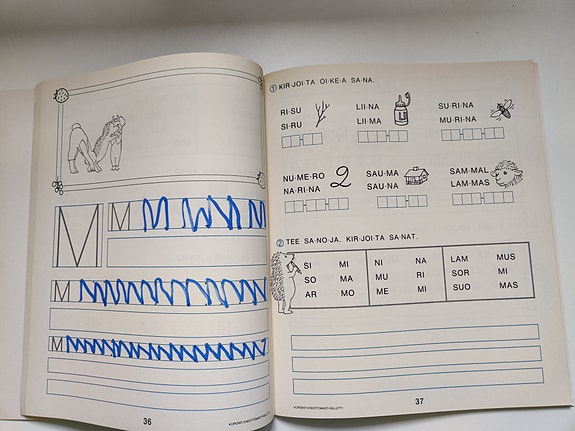 M M M
M
M
36
① KIR·JOI·TA OI·KE·A SA·NA.
RI·SU LII·NA SU·RI·NA
SI·RU LII·MA MU·RI·NA
NU·ME·RO 2 SAU·MA SAM·MAL
NA·RI·NA SAU·NA LAM·MAS
② TEE SA·NO·JA. KIR·JOI·TA SA·NAT.
SI MI NI NA LAM MUS
SO MA MU RI SOR MI
AR MO ME MI SUO MAS
KOPIOINTI EHDOTTOMASTI KIELLETTY
37